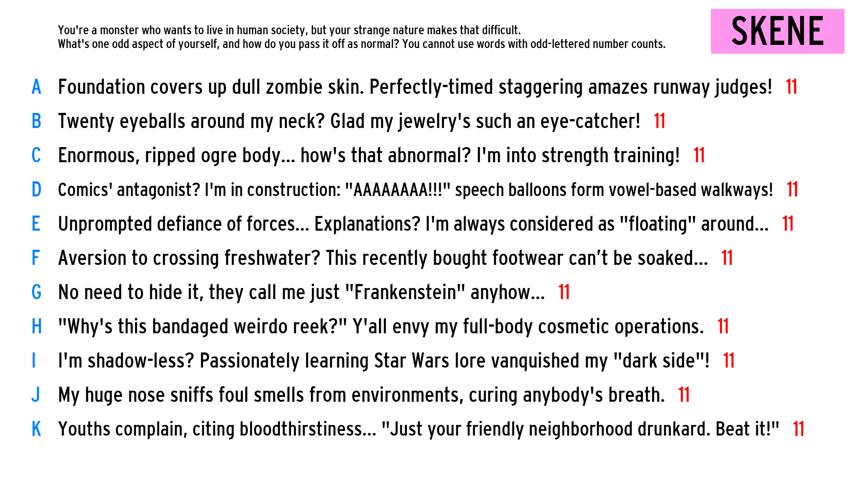 You're a monster who wants to live in human society, but your strange nature makes that difficult.
What's one odd aspect of yourself, and how do you pass it off as normal? You cannot use words with odd-lettered number counts.
SKENE
A Foundation covers up dull zombie skin. Perfectly-timed staggering amazes runway judges! 11
B Twenty eyeballs around my neck? Glad my jewelry's such an eye-catcher! 11
C Enormous, ripped ogre body... how's that abnormal? I'm into strength training! 11
D Comics' antagonist? I'm in construction: "AAAAAAAA!!!" speech balloons form vowel-based walkways! 11
E Unprompted defiance of forces... Explanations? I'm always considered as "floating" around... 11
F Aversion to crossing freshwater? This recently bought footwear can’t be soaked... 11
G No need to hide it, they call me just "Frankenstein" anyhow... 11
H "Why's this bandaged weirdo reek?" Y'all envy my full-body cosmetic operations. 11
I I'm shadow-less? Passionately learning Star Wars lore vanquished my "dark side"! 11
J My huge nose sniffs foul smells from environments, curing anybody's breath. 11
K Youths complain, citing bloodthirstiness... "Just your friendly neighborhood drunkard. Beat it!" 11